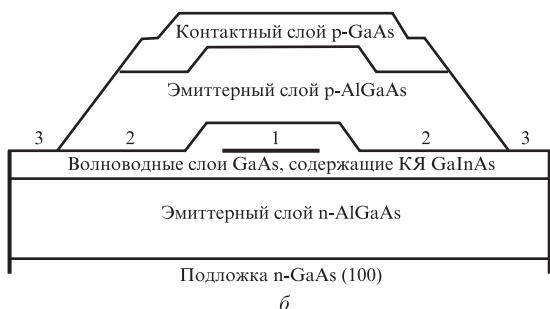 Контактный слой p-GaAs
Эмиттерный слой p-AlGaAs
3 2 1 2 3
Волноводные слои GaAs, содержащие КЯ GaInAs
Эмиттерный слой n-AlGaAs
Подложка n-GaAs (100)
б